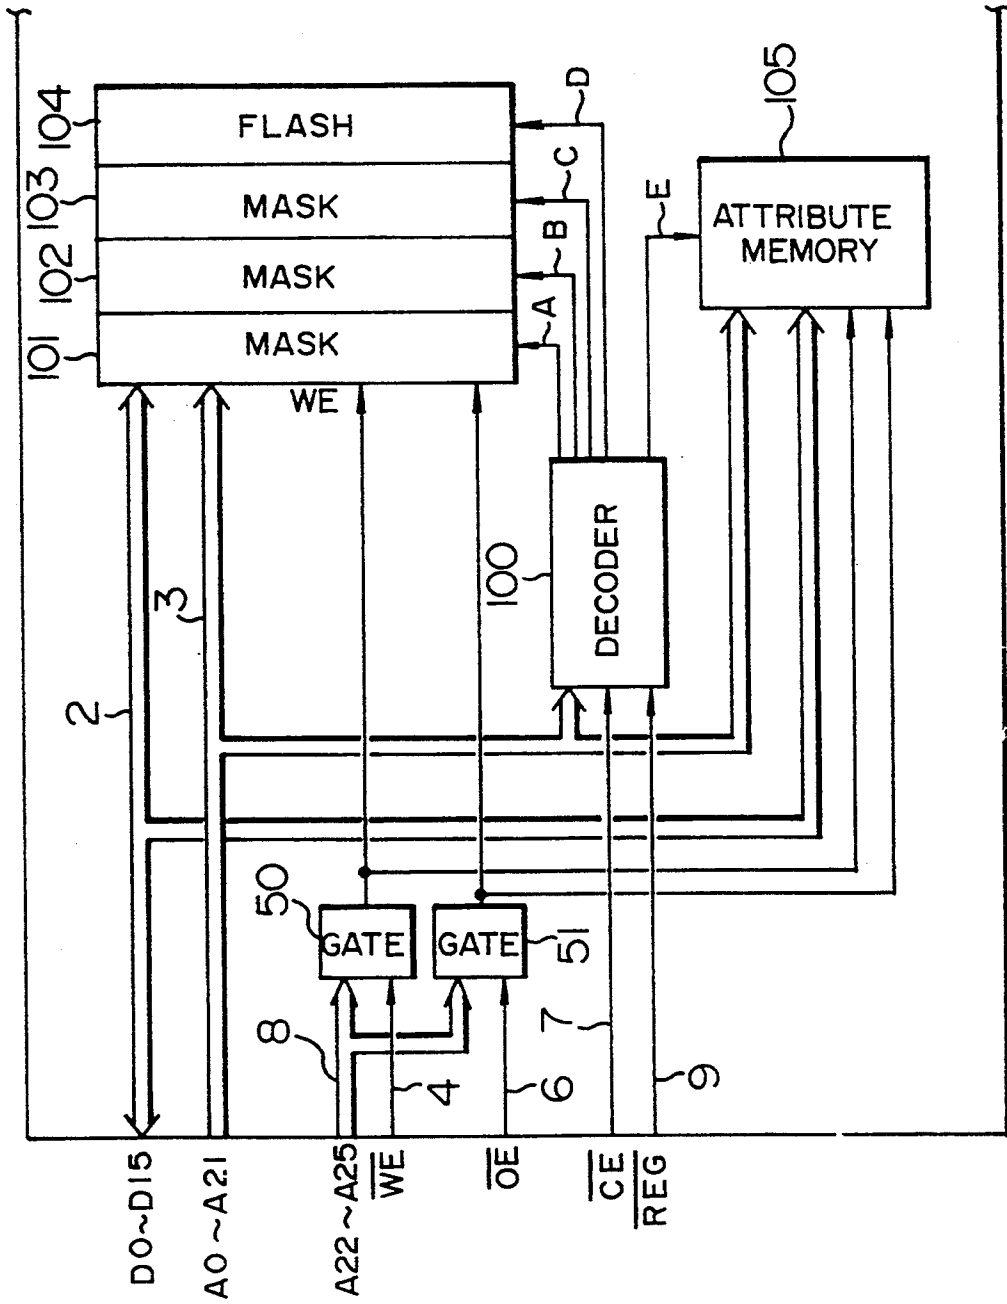 101
102
103
104
MASK
MASK
MASK
FLASH
A
B
C
D
E
105
ATTRIBUTE
MEMORY
WE
100
DECODER
2
3
50
GATE
GATE
51
8
4
6
7
9
D0~D15
A0~A21
A22~A25
WE
OE
CE
REG